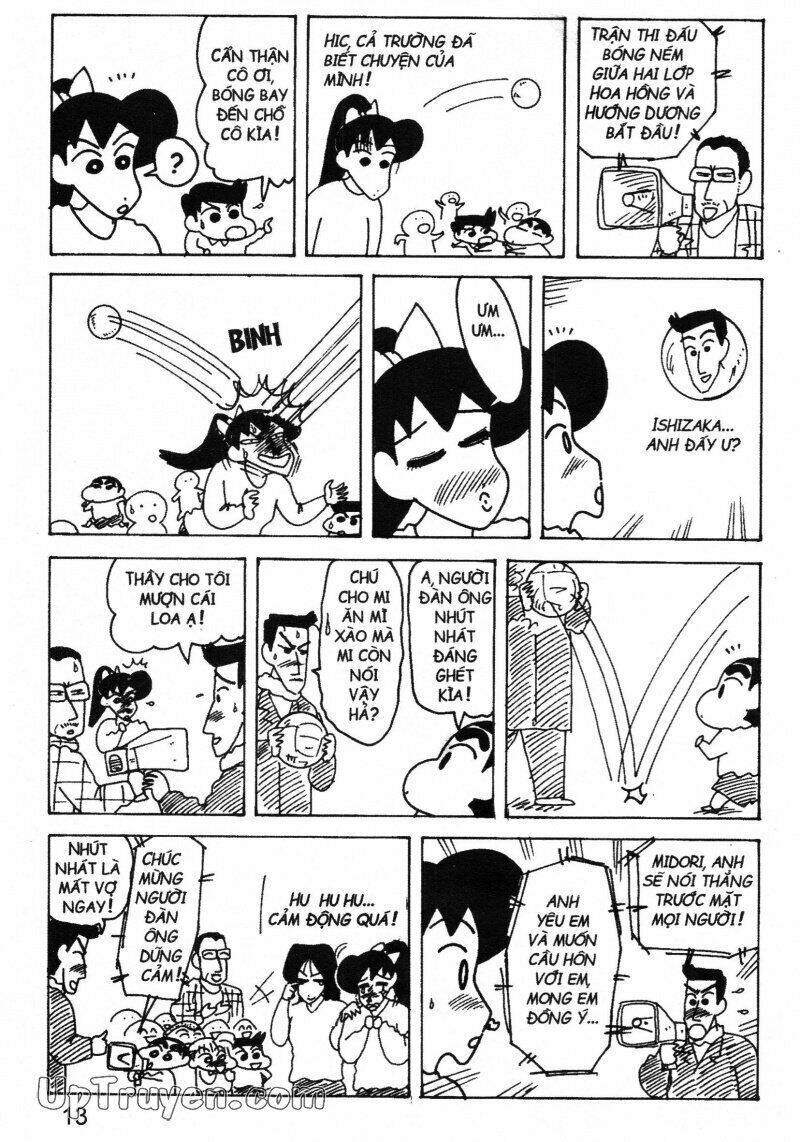 TRẬN THI ĐẤU
BÓNG NÉM
GIỮA HAI LỚP
HOA HỒNG VÀ
HƯỚNG DƯƠNG
BẮT ĐẦU!
HIC, CẢ TRƯỜNG ĐÃ
BIẾT CHUYỆN CỦA
MÌNH!
CẨN THẬN
CÔ ƠI,
BÓNG BAY
ĐẾN CHỖ
CÔ KÌA!
?
ISHIZAKA...
ANH ĐẤY Ư?
ƯM
ƯM...
BINH
A, NGƯỜI
ĐÀN ÔNG
NHÚT
NHÁT
ĐÁNG
GHÉT
KÌA!
CHÚ
CHO MI
ĂN MÌ
XÀO MÀ
MI CÒN
NÓI
VẬY
HẢ?
THẦY CHO TÔI
MƯỢN CÁI
LOA Ạ!
MIDORI, ANH
SẼ NÓI THẲNG
TRƯỚC MẶT
MỌI NGƯỜI!
ANH
YÊU EM
VÀ MUỐN
CẦU HÔN
VỚI EM,
MONG EM
ĐỒNG Ý...
HU HU HU...
CẢM ĐỘNG QUÁ!
CHÚC
MỪNG
NGƯỜI
ĐÀN
ÔNG
DŨNG
CẢM!
NHÚT
NHÁT LÀ
MẤT VỢ
NGAY!
UpTruyen.com
13